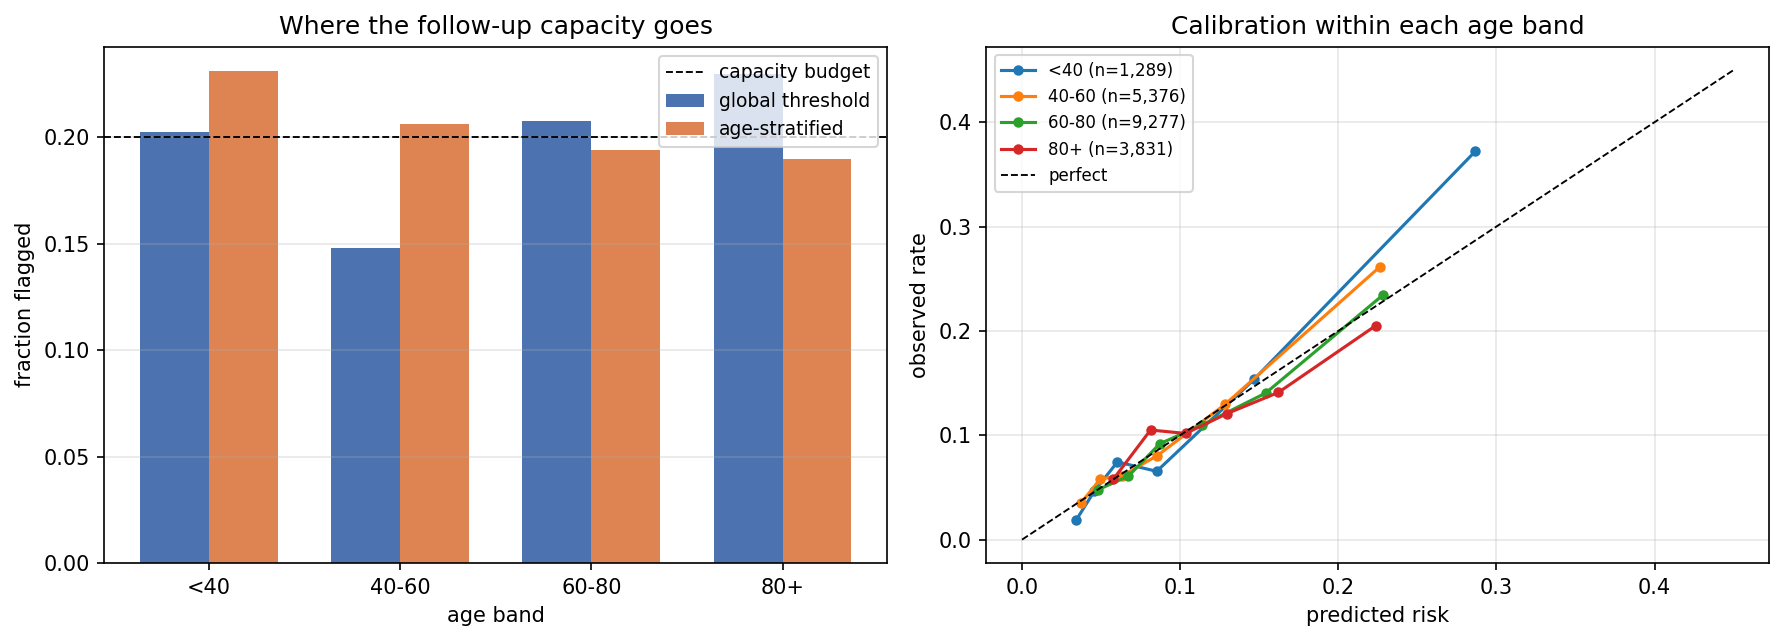 Where the follow-up capacity goes
fraction flagged
0.20
0.15
0.10
0.05
0.00
capacity budget
global threshold
age-stratified
<40
40-60
60-80
80+
age band
Calibration within each age band
observed rate
0.4
0.3
0.2
0.1
0.0
<40 (n=1,289)
40-60 (n=5,376)
60-80 (n=9,277)
80+ (n=3,831)
perfect
0.0
0.1
0.2
0.3
0.4
predicted risk